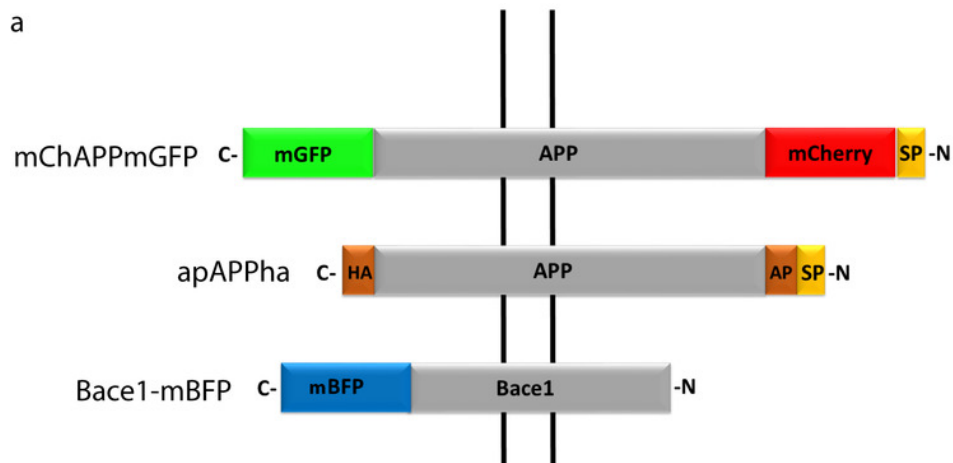 a
mChAPPmGFP C- mGFP APP mCherry SP -N
apAPPha C- HA APP AP SP -N
Bace1-mBFP C- mBFP Bace1 -N